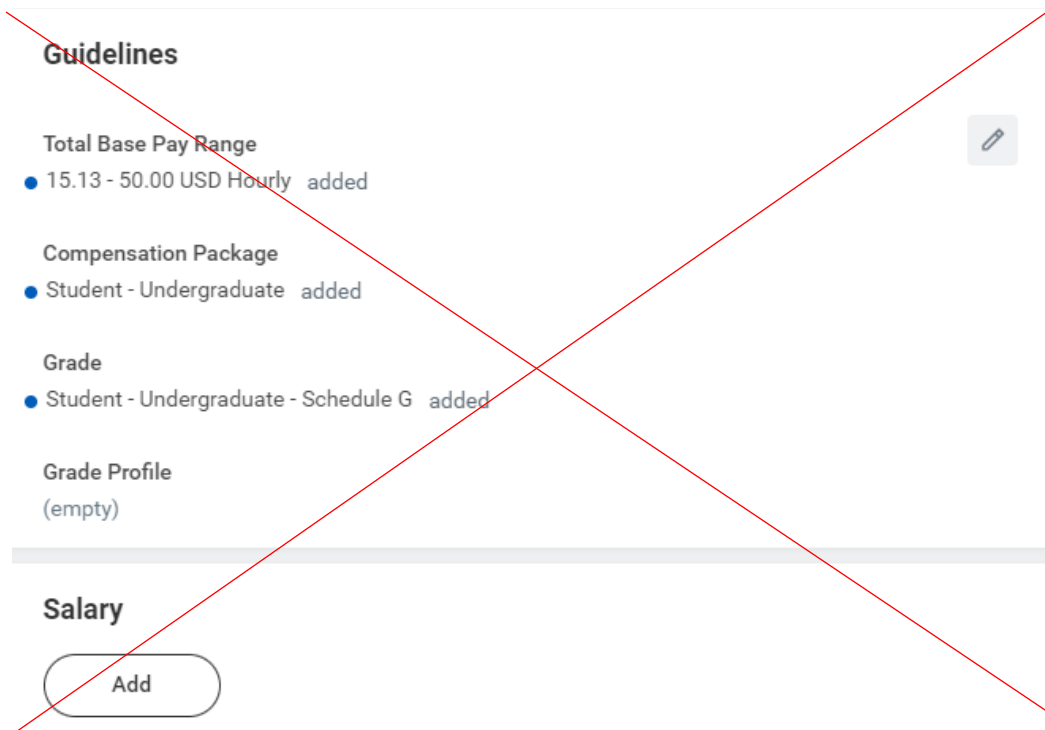 Guidelines
Total Base Pay Range
15.13 - 50.00 USD Hourly added
Compensation Package
Student - Undergraduate added
Grade
Student - Undergraduate - Schedule G added
Grade Profile
(empty)
Salary
Add